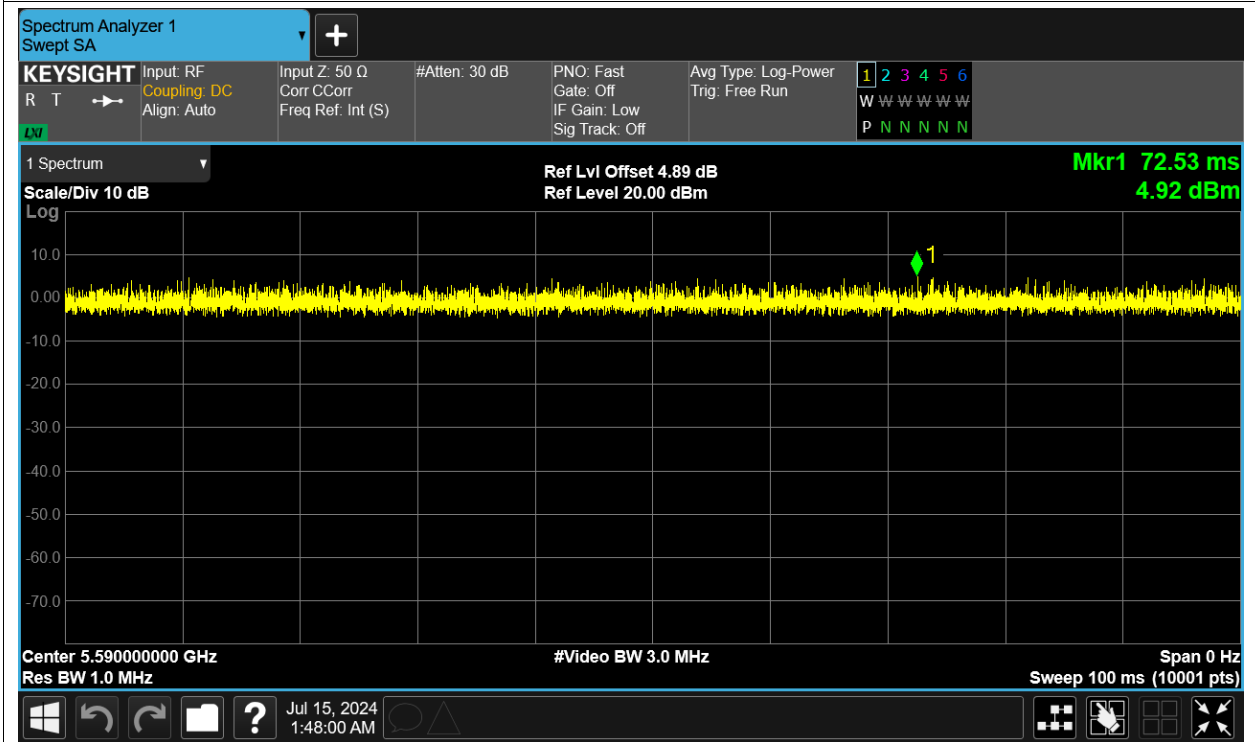 Spectrum Analyzer 1
Swept SA
KEYSIGHT
R T
LXI
Input: RF
Coupling: DC
Align: Auto
Input Z: 50 Ω
Corr CCorr
Freq Ref: Int (S)
#Atten: 30 dB
PNO: Fast
Gate: Off
IF Gain: Low
Sig Track: Off
Avg Type: Log-Power
Trig: Free Run
1 2 3 4 5 6
W W W W W W
P N N N N N
1 Spectrum
Scale/Div 10 dB
Ref Lvl Offset 4.89 dB
Ref Level 20.00 dBm
Mkr1 72.53 ms
4.92 dBm
Log
10.0
0.00
-10.0
-20.0
-30.0
-40.0
-50.0
-60.0
-70.0
1
Center 5.590000000 GHz
Res BW 1.0 MHz
#Video BW 3.0 MHz
Span 0 Hz
Sweep 100 ms (10001 pts)
?
Jul 15, 2024
1:48:00 AM